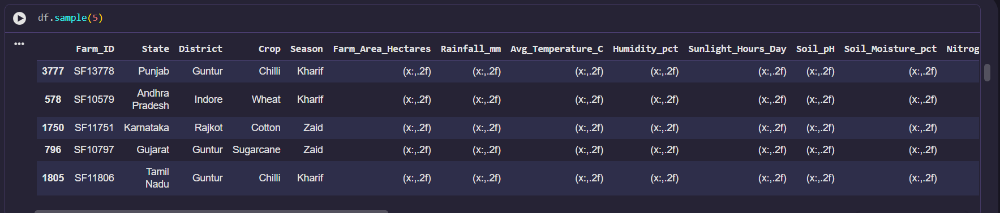 df.sample(5)
Farm_ID State District Crop Season Farm_Area_Hectares Rainfall_mm Avg_Temperature_C Humidity_pct Sunlight_Hours_Day Soil_pH Soil_Moisture_pct Nitrog
3777 SF13778 Punjab Guntur Chilli Kharif (x:,.2f) (x:,.2f) (x:,.2f) (x:,.2f) (x:,.2f) (x:,.2f) (x:,.2f)
578 SF10579 Andhra Pradesh Indore Wheat Kharif (x:,.2f) (x:,.2f) (x:,.2f) (x:,.2f) (x:,.2f) (x:,.2f) (x:,.2f)
1750 SF11751 Karnataka Rajkot Cotton Zaid (x:,.2f) (x:,.2f) (x:,.2f) (x:,.2f) (x:,.2f) (x:,.2f) (x:,.2f)
796 SF10797 Gujarat Guntur Sugarcane Zaid (x:,.2f) (x:,.2f) (x:,.2f) (x:,.2f) (x:,.2f) (x:,.2f) (x:,.2f)
1805 SF11806 Tamil Nadu Guntur Chilli Kharif (x:,.2f) (x:,.2f) (x:,.2f) (x:,.2f) (x:,.2f) (x:,.2f) (x:,.2f)